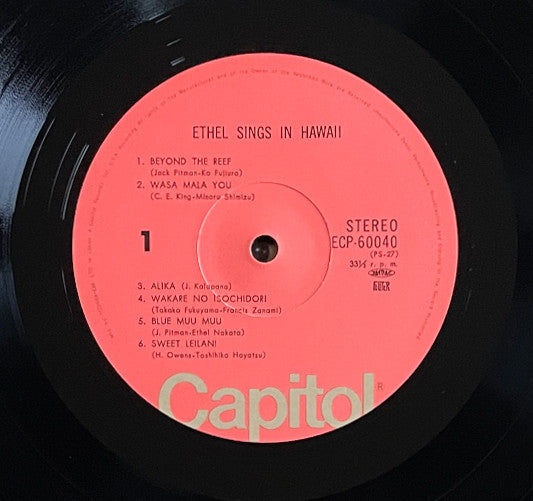 ETHEL SINGS IN HAWAII
1. BEYOND THE REEF
(Jack Pitman-Ko Fujiura)
2. WASA MALA YOU
(C. E. King-Minoru Shimizu)
1
STEREO
ECP-60040
(PS-27)
33⅓ r. p. m.
3. ALIKA (J. Kalupana)
4. WAKARE NO ISOCHIDORI
(Takako Fukuyama-Francis Zanami)
5. BLUE MUU MUU
(J. Pitman-Ethel Nakata)
6. SWEET LEILANI
(H. Owens-Toshihiko Hayatsu)
Capitol®